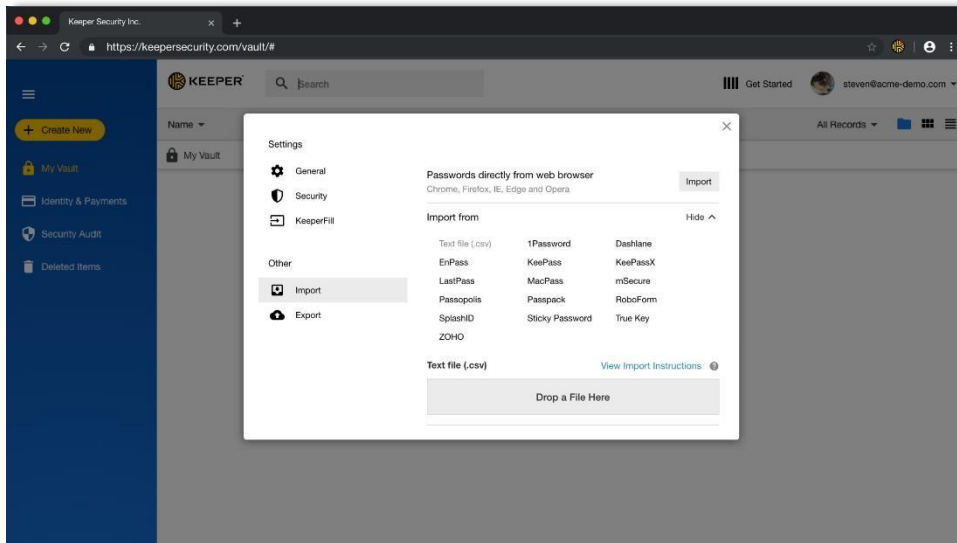 Keeper Security Inc.
https://keepersecurity.com/vault/#
KEEPER
Search
Get Started
steven@acme-demo.com
Create New
Name
All Records
My Vault
My Vault
Identity & Payments
Security Audit
Deleted Items
Settings
General
Security
KeeperFill
Other
Import
Export
Passwords directly from web browser
Chrome, Firefox, IE, Edge and Opera
Import
Import from
Hide
Text file (.csv) 1Password Dashlane
EnPass KeePass KeePassX
LastPass MacPass mSecure
Passopolis Passpack RoboForm
SplashID Sticky Password True Key
ZOHO
Text file (.csv)
View Import Instructions
Drop a File Here